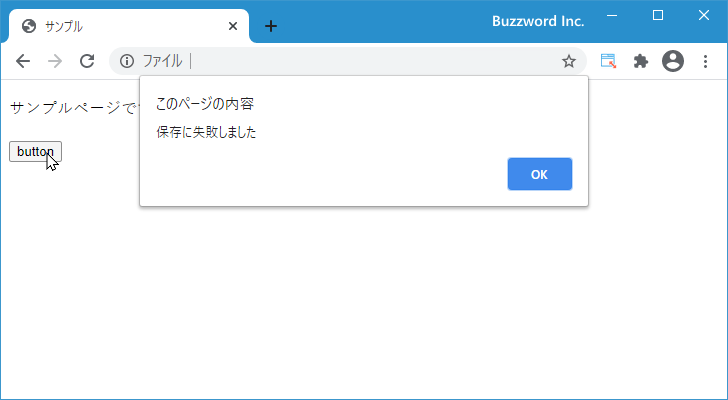 サンプル
Buzzword Inc.
ファイル
サンプルページで
このページの内容
保存に失敗しました
OK
button